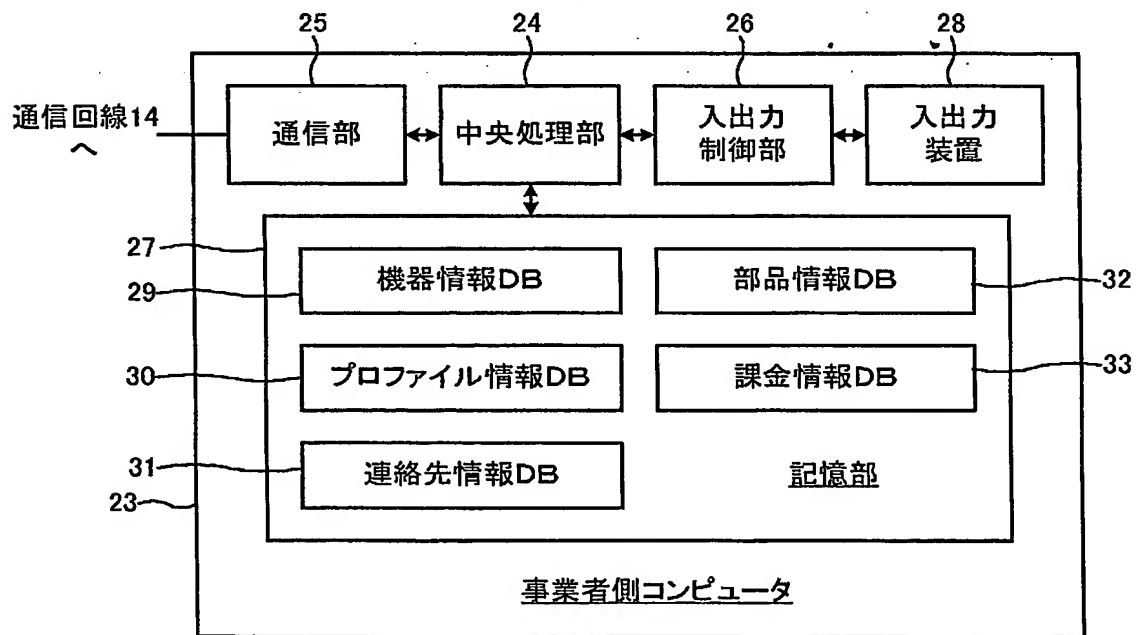 25
24
26
28
通信回線14
へ
通信部
中央処理部
入出力
制御部
入出力
装置
27
機器情報DB
部品情報DB
29
32
30
プロファイル情報DB
課金情報DB
33
31
連絡先情報DB
記憶部
23
事業者側コンピュータ